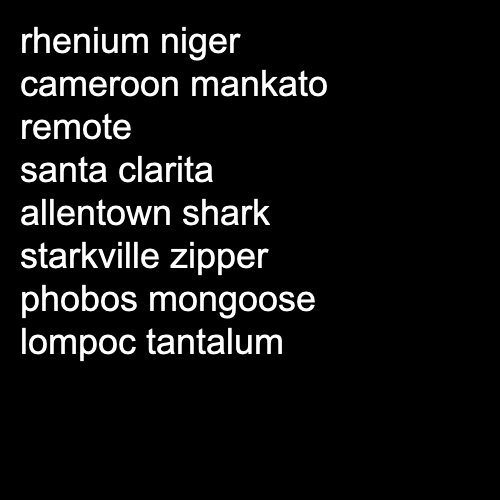 rhenium niger
cameroon mankato
remote
santa clarita
allentown shark
starkville zipper
phobos mongoose
lompoc tantalum